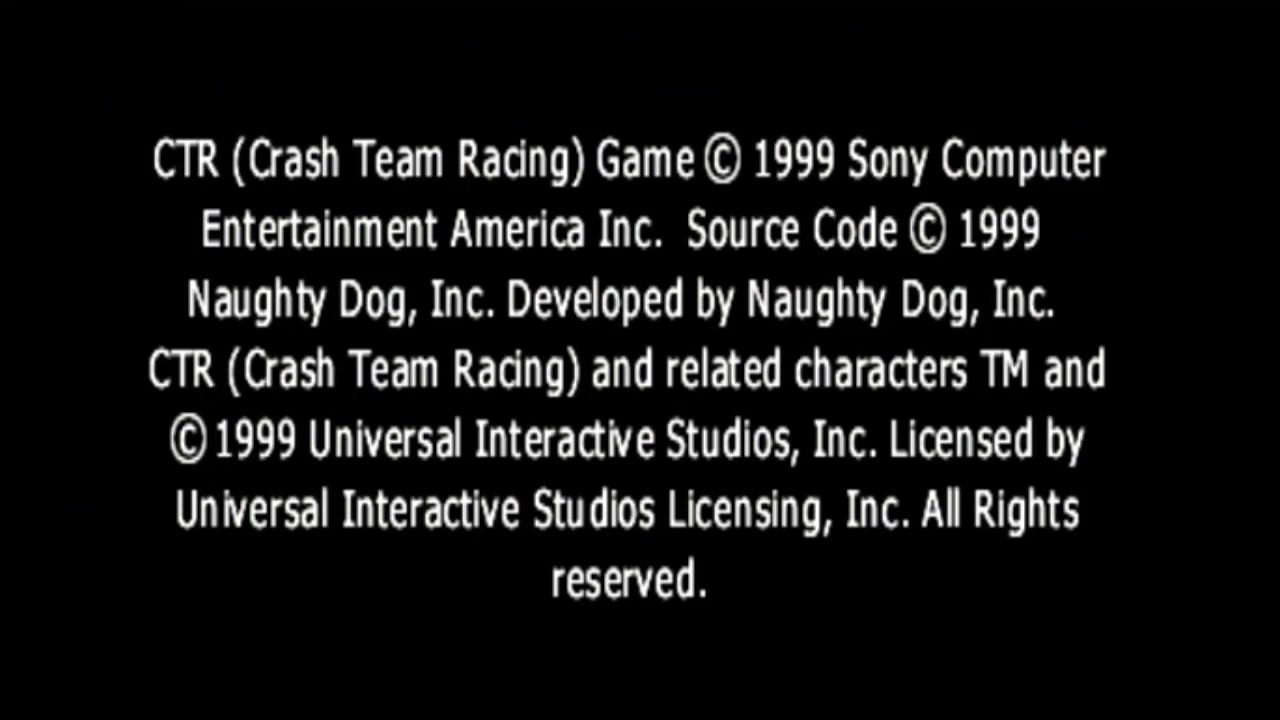 CTR (Crash Team Racing) Game © 1999 Sony Computer
Entertainment America Inc.  Source Code © 1999
Naughty Dog, Inc. Developed by Naughty Dog, Inc.
CTR (Crash Team Racing) and related characters TM and
© 1999 Universal Interactive Studios, Inc. Licensed by
Universal Interactive Studios Licensing, Inc. All Rights
reserved.